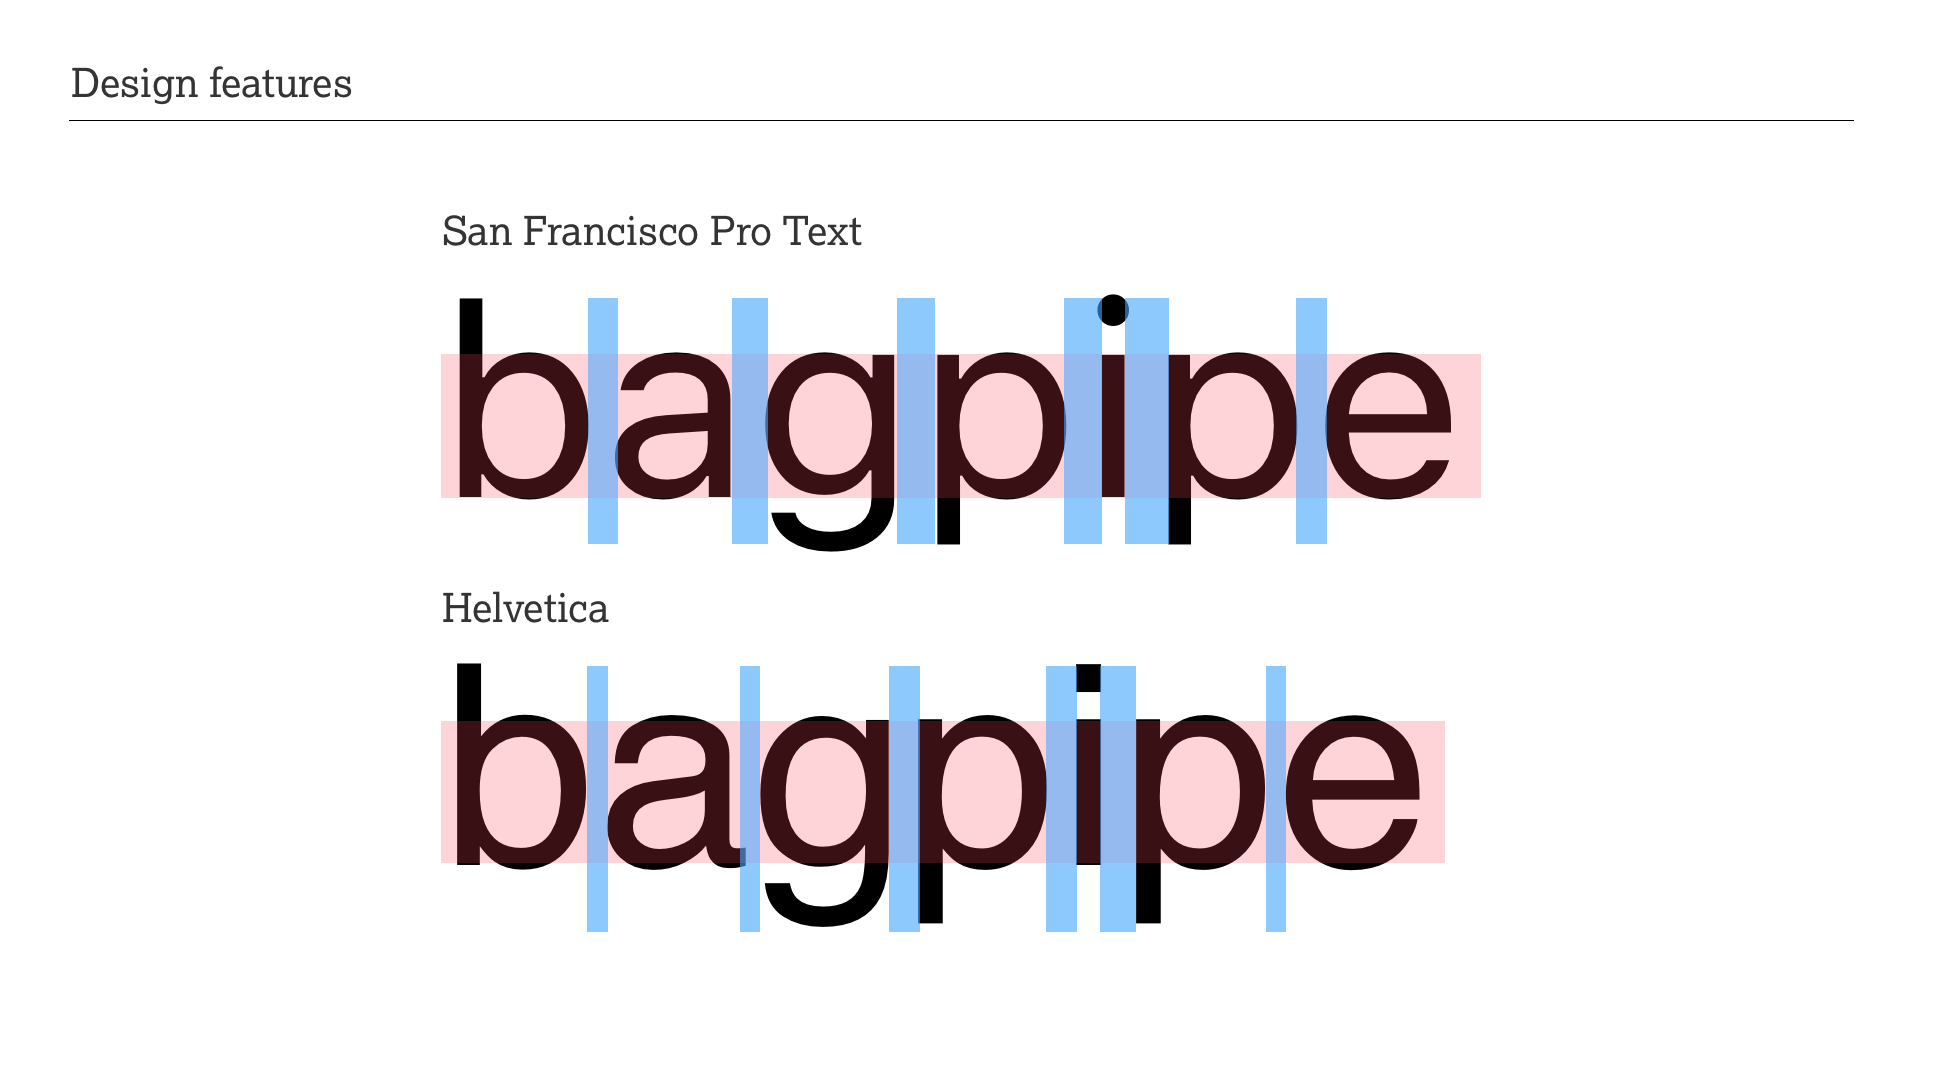 Design features
San Francisco Pro Text
bagpipe
Helvetica
bagpipe